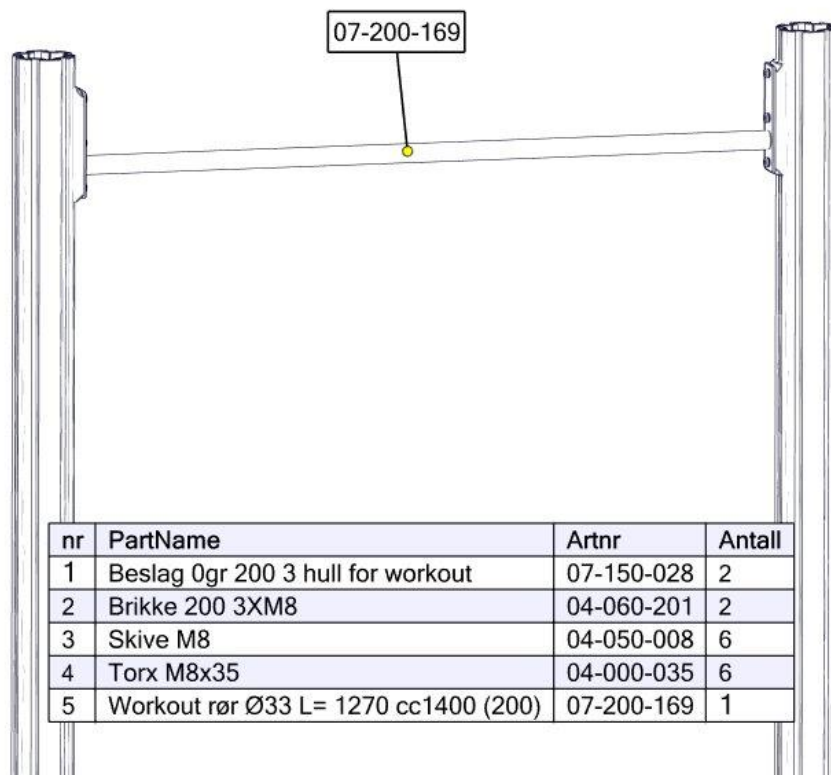 07-200-169
nr PartName Artnr Antall
1 Beslag 0gr 200 3 hull for workout 07-150-028 2
2 Brikke 200 3XM8 04-060-201 2
3 Skive M8 04-050-008 6
4 Torx M8x35 04-000-035 6
5 Workout rør Ø33 L= 1270 cc1400 (200) 07-200-169 1